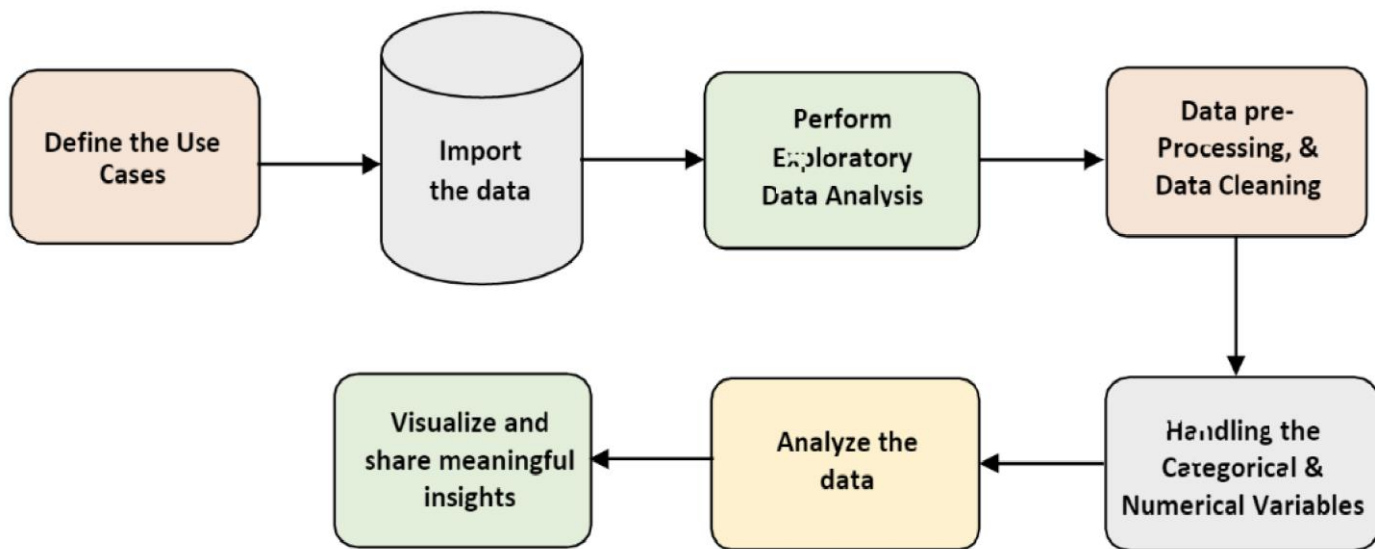 Define the Use
Cases
Import
the data
Perform
Exploratory
Data Analysis
Data pre-
Processing, &
Data Cleaning
Handling the
Categorical &
Numerical Variables
Analyze the
data
Visualize and
share meaningful
insights